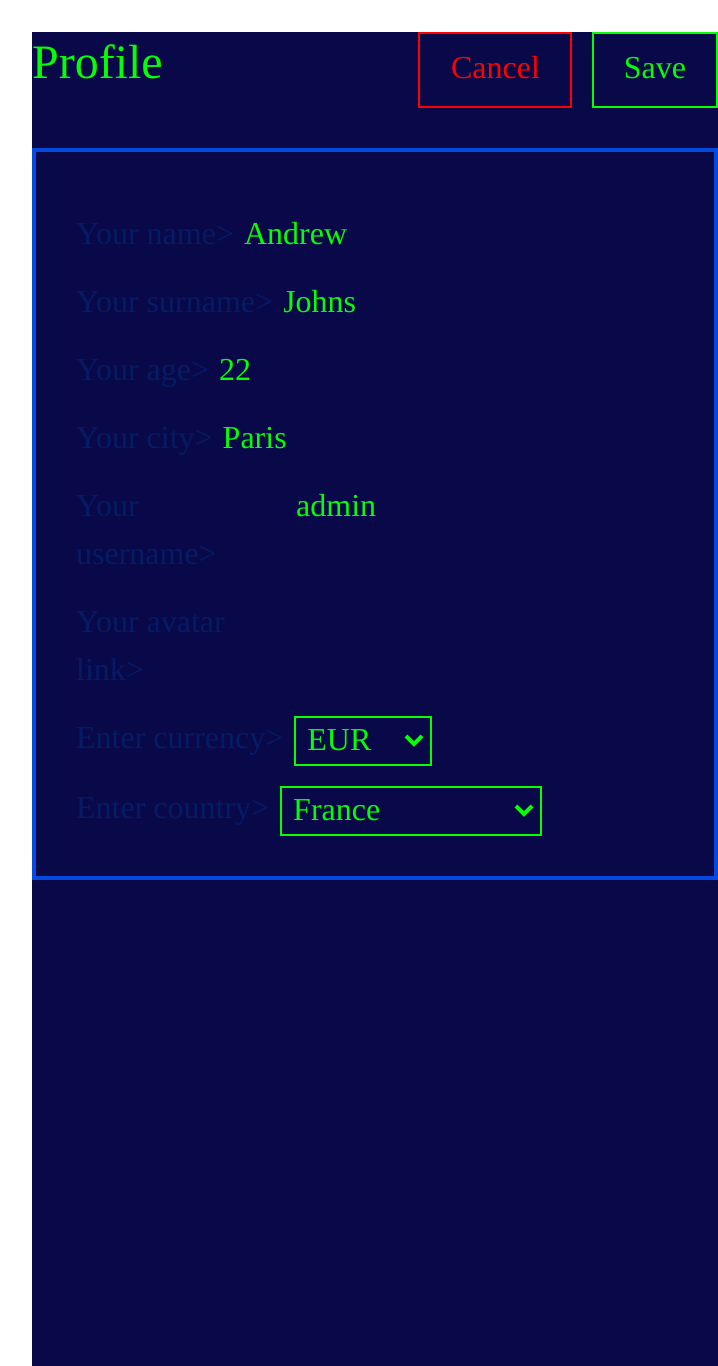 Profile Cancel Save
Your name> Andrew
Your surname> Johns
Your age> 22
Your city> Paris
Your admin
username>
Your avatar
link>
Enter currency> EUR
Enter country> France